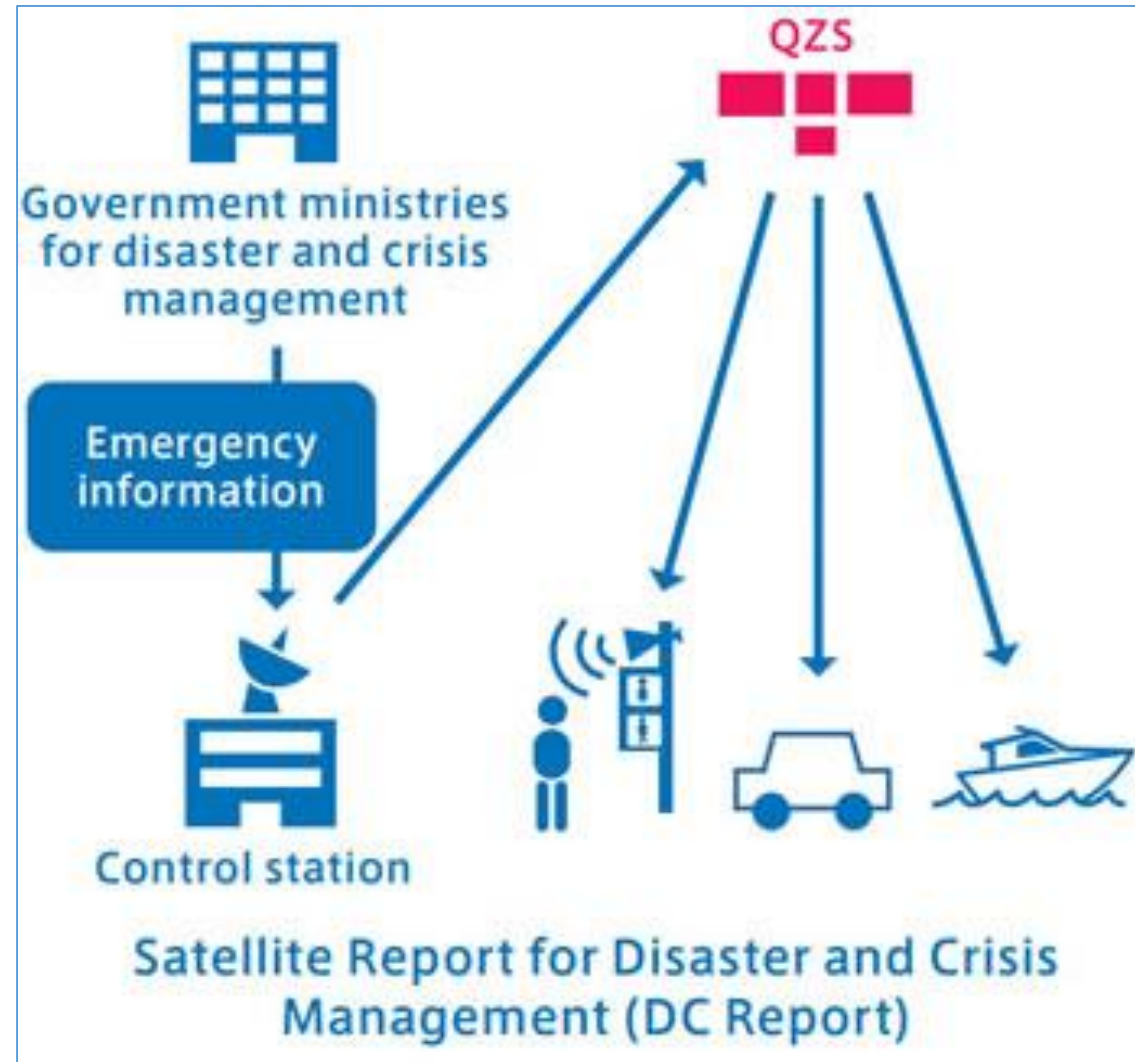 QZS
Government ministries
for disaster and crisis
management
Emergency
information
Control station
Satellite Report for Disaster and Crisis
Management (DC Report)